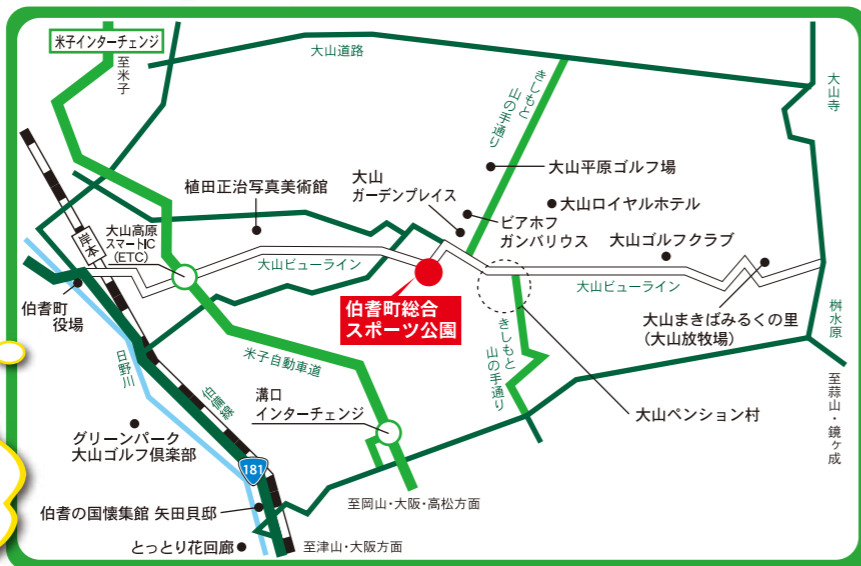 米子インターチェンジ
至米子
大山道路
きしもと
山の手通り
大山寺
大山平原ゴルフ場
植田正治写真美術館
大山
ガーデンプレイス
大山ロイヤルホテル
ビアホフ
ガンバリウス
大山ゴルフクラブ
岸本
大山高原
スマートIC
(ETC)
大山ビューライン
大山ビューライン
伯耆町
役場
伯耆町総合
スポーツ公園
大山まきばみるくの里
(大山放牧場)
桝水原
日野川
米子自動車道
きしもと
山の手通り
伯備線
溝口
インターチェンジ
大山ペンション村
至蒜山・鏡ヶ成
グリーンパーク
大山ゴルフ倶楽部
181
伯耆の国懐集館 矢田貝邸
至岡山・大阪・高松方面
とっとり花回廊
至津山・大阪方面